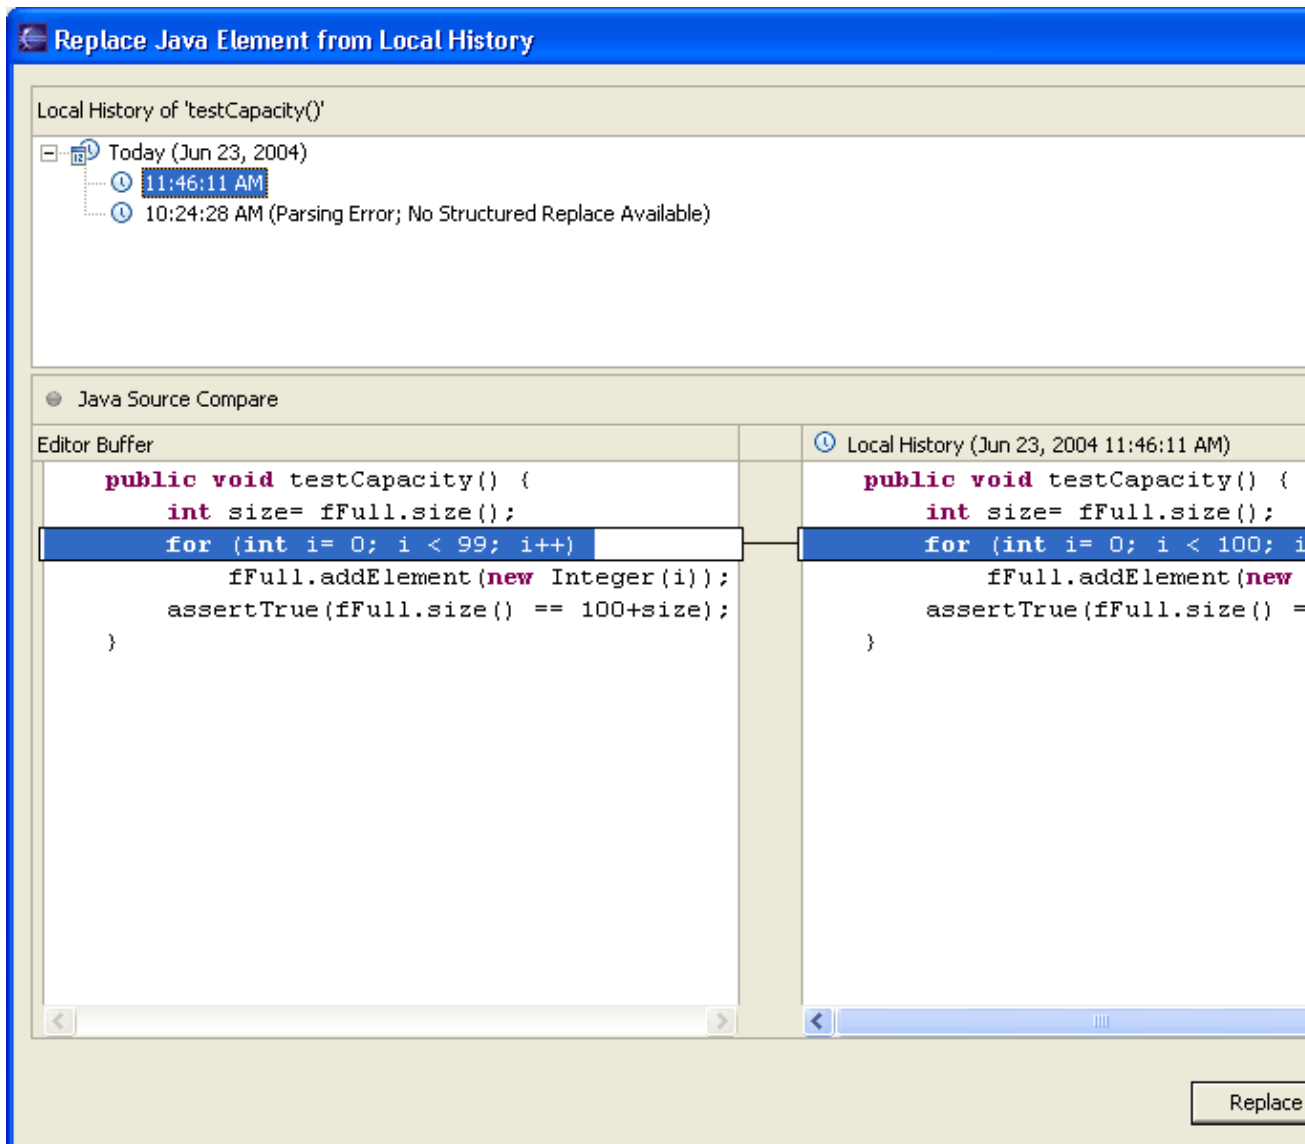 Replace Java Element from Local History
Local History of 'testCapacity()'
Today (Jun 23, 2004)
11:46:11 AM
10:24:28 AM (Parsing Error; No Structured Replace Available)
Java Source Compare
Editor Buffer
public void testCapacity() {
int size= fFull.size();
for (int i= 0; i < 99; i++)
fFull.addElement(new Integer(i));
assertTrue(fFull.size() == 100+size);
}
Local History (Jun 23, 2004 11:46:11 AM)
public void testCapacity() {
int size= fFull.size();
for (int i= 0; i < 100; i
fFull.addElement(new
assertTrue(fFull.size() =
}
Replace